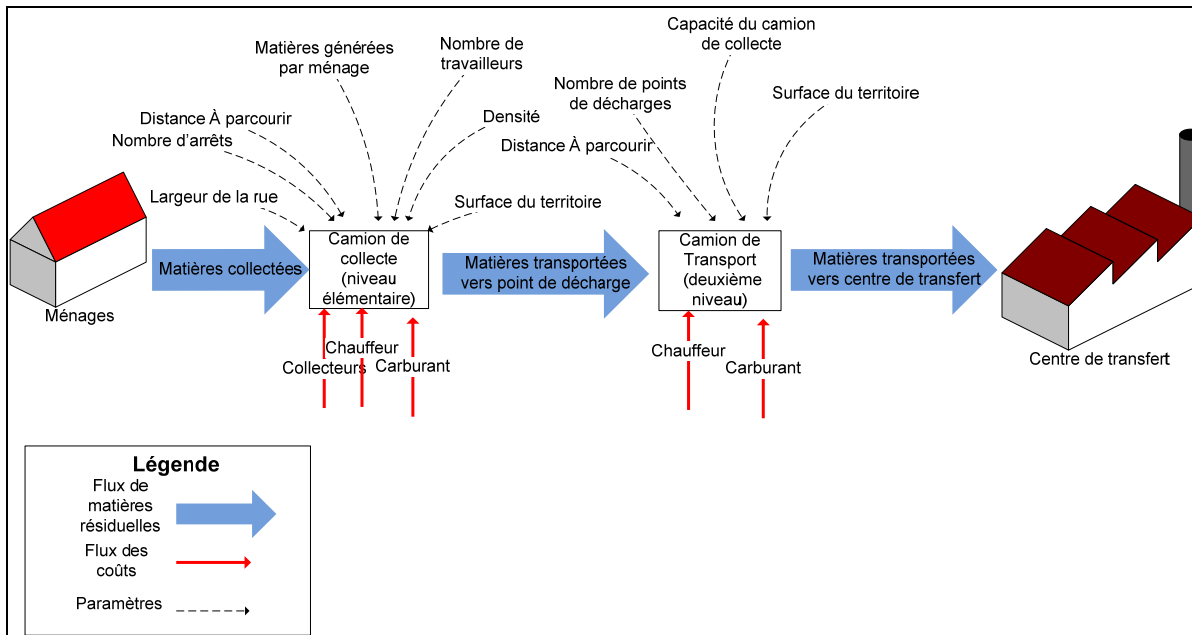 Matières générées
par ménage
Nombre de
travailleurs
Capacité du camion
de collecte
Nombre de points
de décharges
Surface du territoire
Distance À parcourir
Nombre d'arrêts
Densité
Distance À parcourir
Largeur de la rue
Surface du territoire
Camion de
collecte
(niveau
élémentaire)
Camion de
Transport
(deuxième
niveau)
Matières collectées
Matières transportées
vers point de décharge
Matières transportées
vers centre de transfert
Ménages
Chauffeur
Collecteurs
Carburant
Chauffeur
Carburant
Centre de transfert
Légende
Flux de
matières
résiduelles
Flux des
coûts
Paramètres